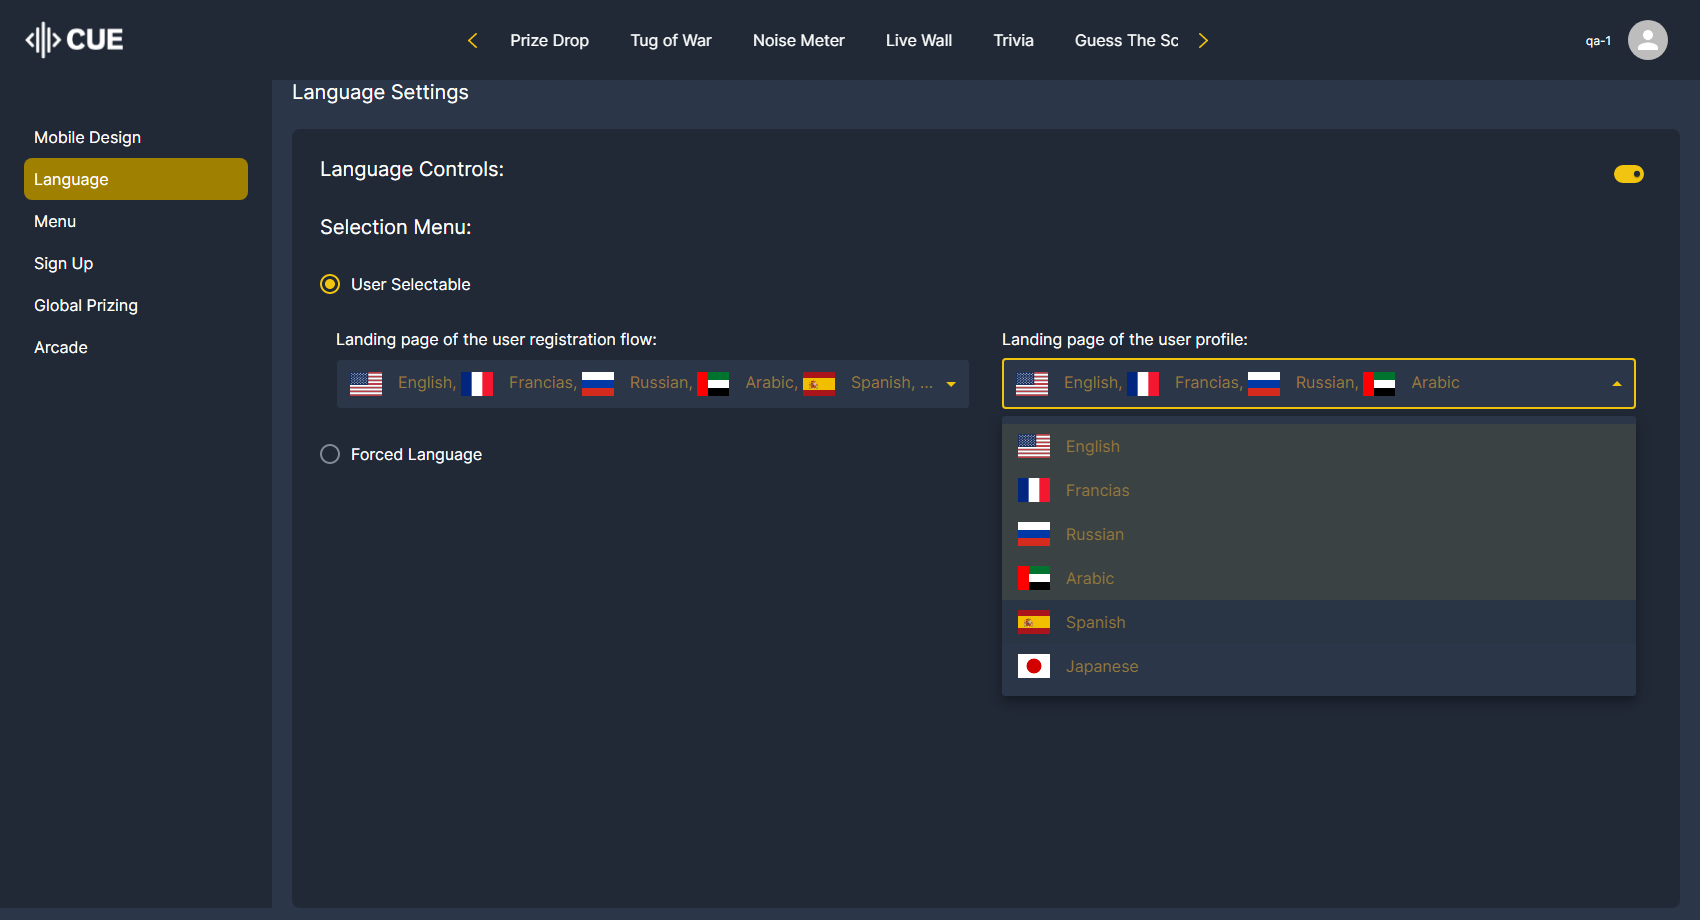 CUE
Prize Drop
Tug of War
Noise Meter
Live Wall
Trivia
Guess The Sc
qa-1
Mobile Design
Language
Menu
Sign Up
Global Prizing
Arcade
Language Settings
Language Controls:
Selection Menu:
User Selectable
Landing page of the user registration flow:
English, Francias, Russian, Arabic, Spanish, ...
Landing page of the user profile:
English, Francias, Russian, Arabic
English
Francias
Russian
Arabic
Spanish
Japanese
Forced Language